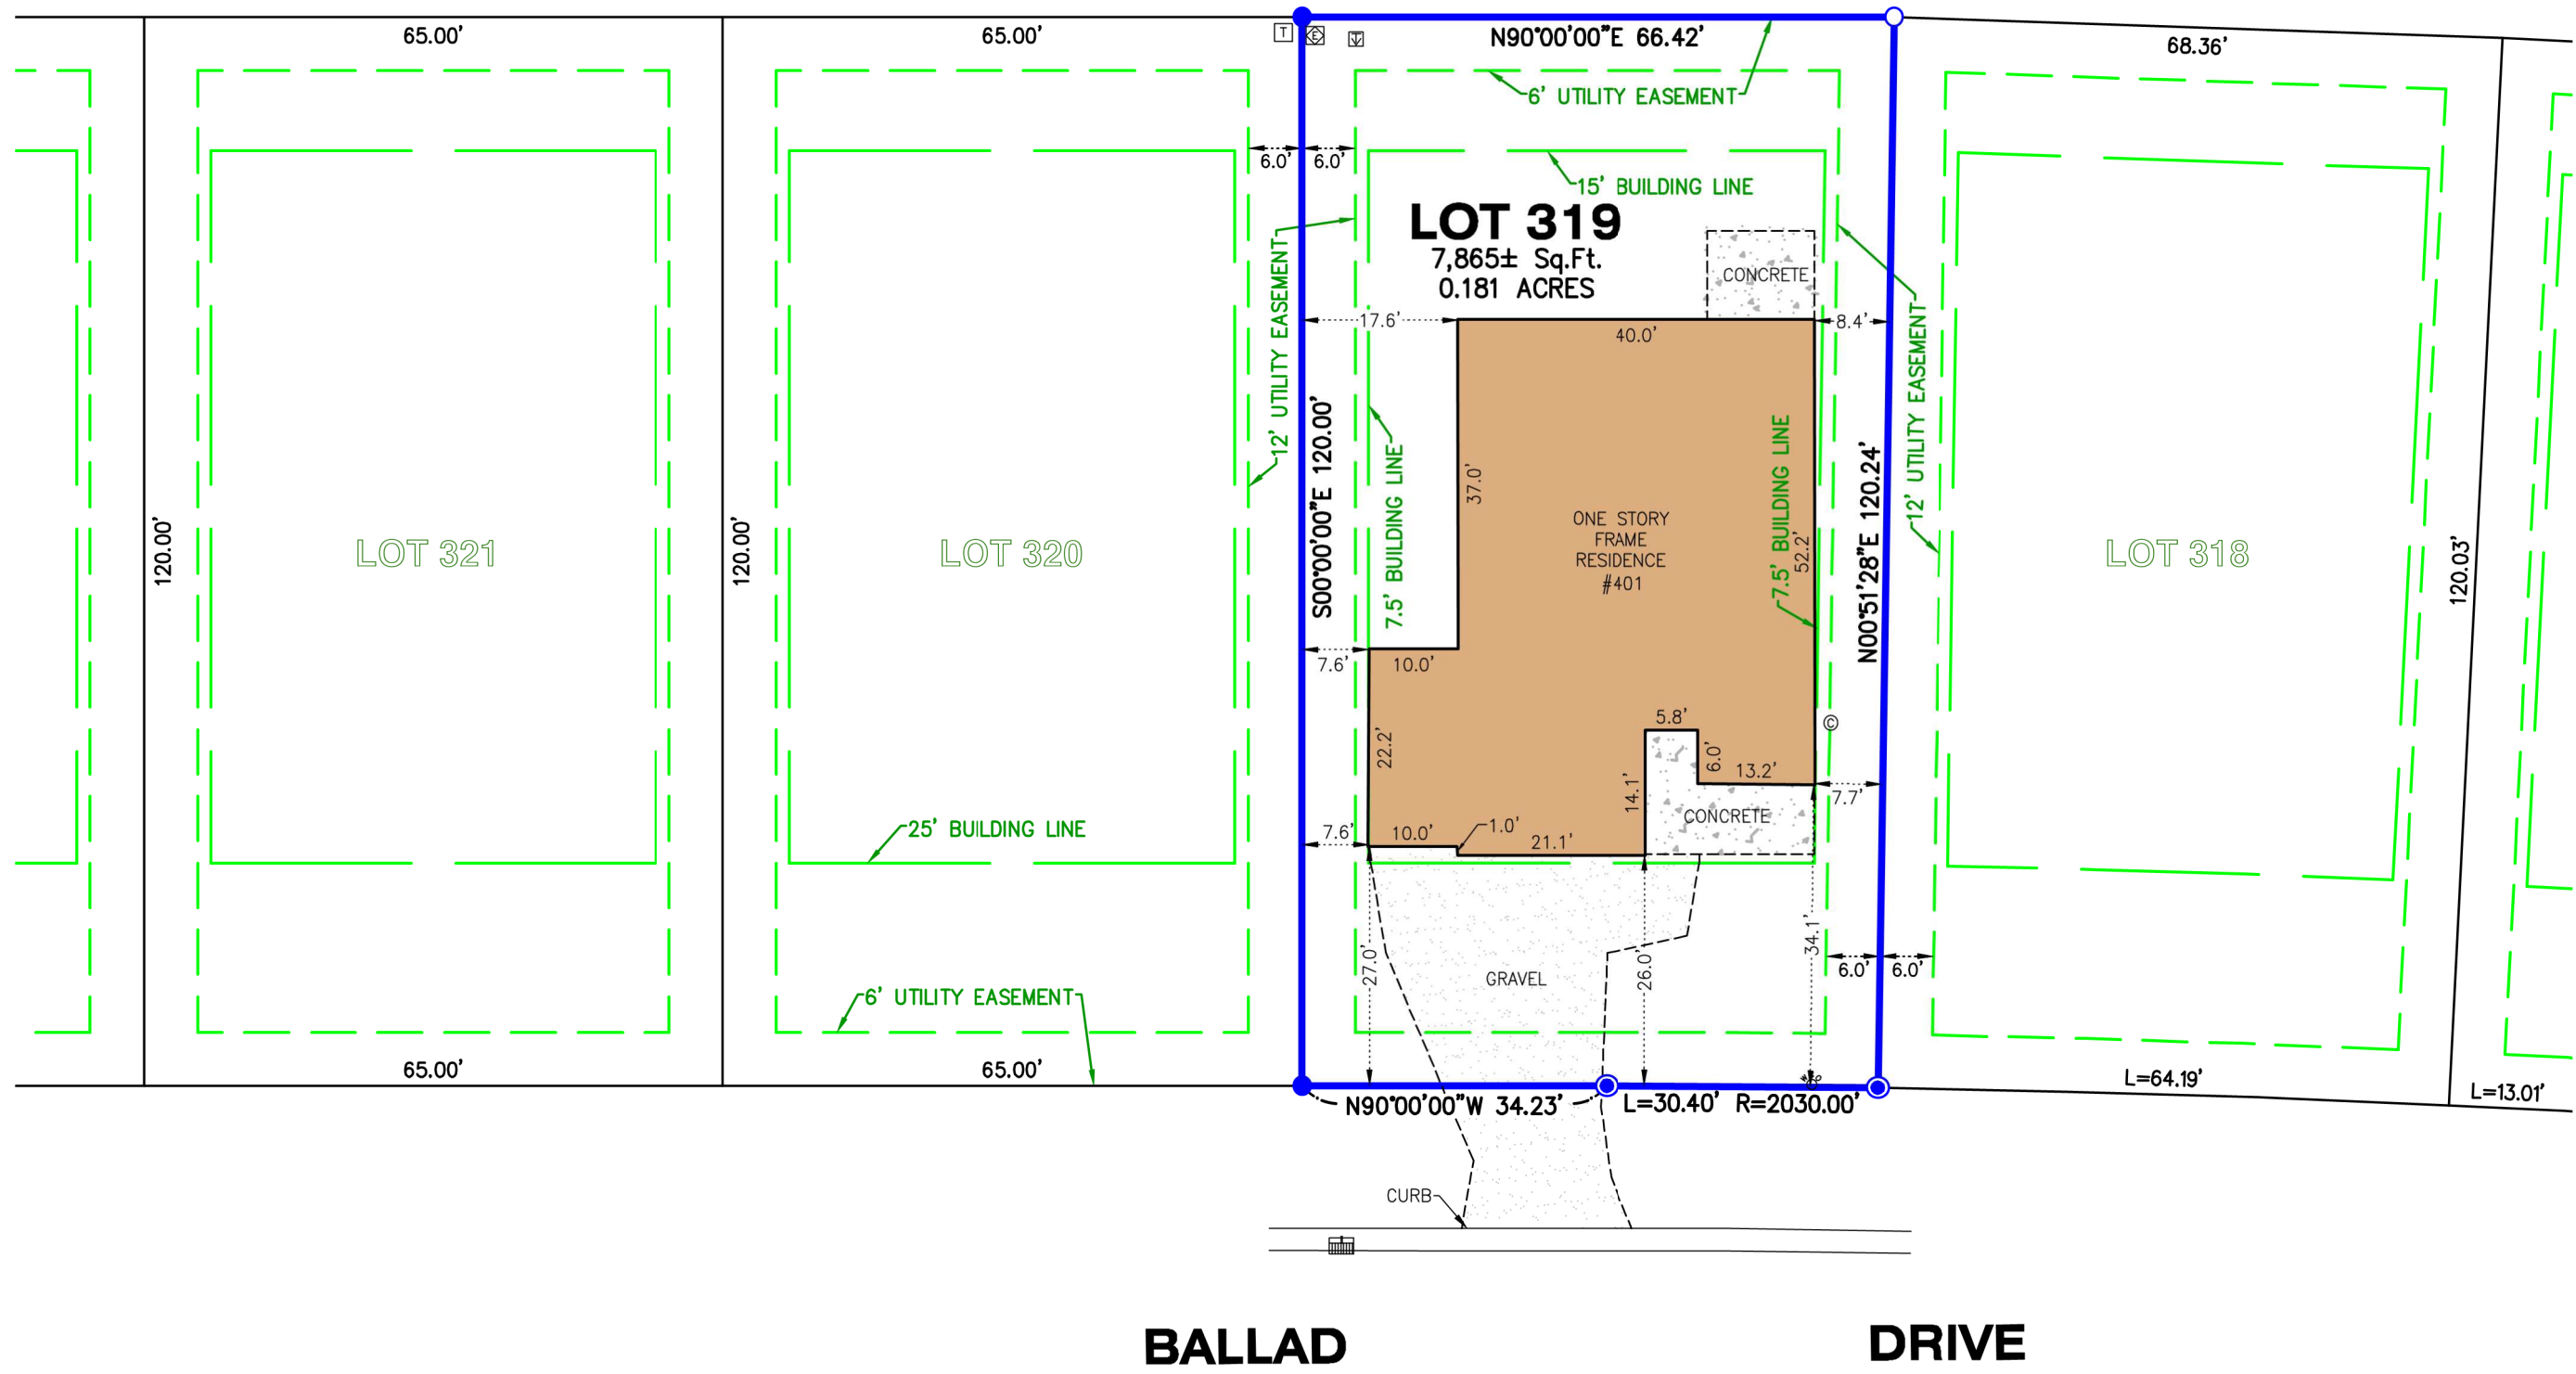 65.00'
65.00'
T
E
N90°00'00"E 66.42'
68.36'
6' UTILITY EASEMENT
6.0'
6.0'
15' BUILDING LINE
LOT 319
7,865± Sq.Ft.
0.181 ACRES
CONCRETE
12' UTILITY EASEMENT
17.6'
40.0'
8.4'
12' UTILITY EASEMENT
S00°00'00"E 120.00'
7.5' BUILDING LINE
37.0'
ONE STORY
FRAME
RESIDENCE
#401
7.5' BUILDING LINE
52.2'
N00°51'28"E 120.24'
120.00'
LOT 321
120.00'
LOT 320
LOT 318
120.03'
7.6'
10.0'
22.2'
5.8'
6.0'
13.2'
14.1'
C
7.7'
CONCRETE
25' BUILDING LINE
7.6'
10.0'
1.0'
21.1'
27.0'
GRAVEL
26.0'
34.1'
6.0'
6.0'
6' UTILITY EASEMENT
65.00'
65.00'
N90°00'00"W 34.23'
L=30.40' R=2030.00'
L=64.19'
L=13.01'
CURB
BALLAD DRIVE